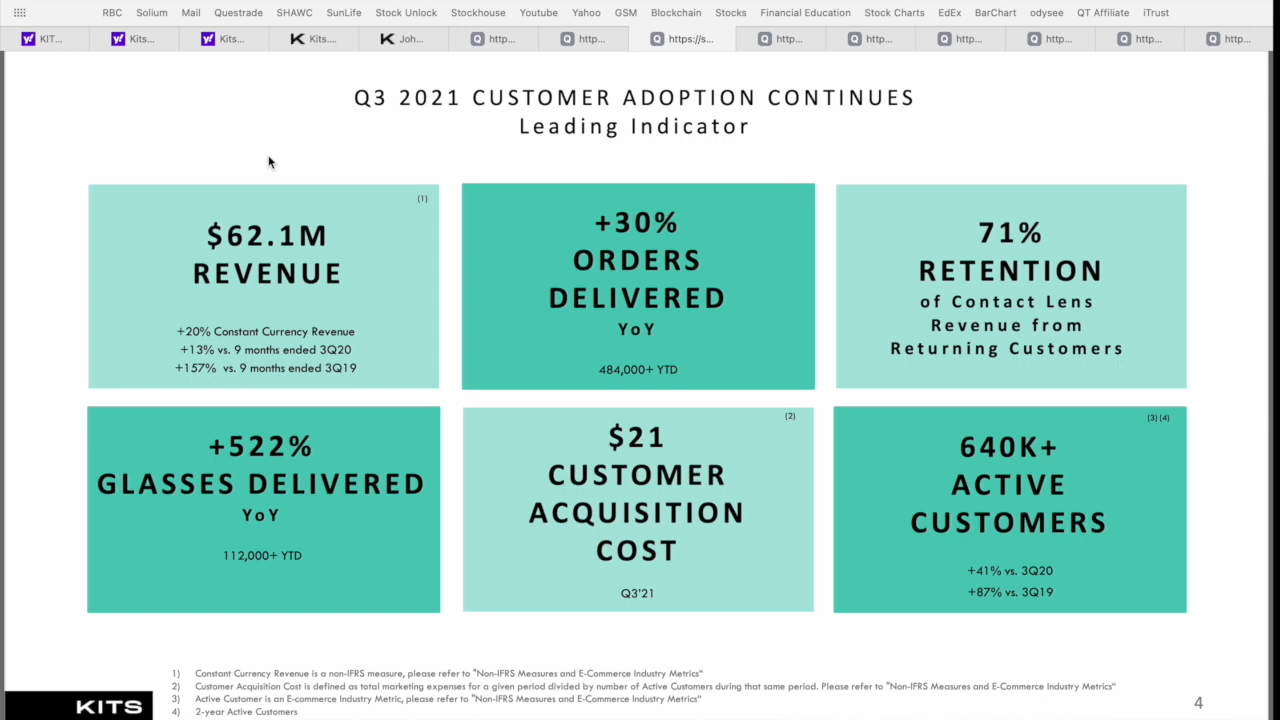 RBC Solium Mail Questrade SHAWC SunLife Stock Unlock Stockhouse Youtube Yahoo GSM Blockchain Stocks Financial Education Stock Charts EdEx BarChart odysee QT Affiliate iTrust
KIT... Kits... Kits... Kits.... Joh... http... http... https://s... http... http... http... http... http... http...
Q3 2021 CUSTOMER ADOPTION CONTINUES
Leading Indicator
(1)
$62.1M
REVENUE
+20% Constant Currency Revenue
+13% vs. 9 months ended 3Q20
+157% vs. 9 months ended 3Q19
+30%
ORDERS
DELIVERED
YoY
484,000+ YTD
71%
RETENTION
of Contact Lens
Revenue from
Returning Customers
+522%
GLASSES DELIVERED
YoY
112,000+ YTD
(2)
$21
CUSTOMER
ACQUISITION
COST
Q3'21
(3) (4)
640K+
ACTIVE
CUSTOMERS
+41% vs. 3Q20
+87% vs. 3Q19
1) Constant Currency Revenue is a non-IFRS measure, please refer to "Non-IFRS Measures and E-Commerce Industry Metrics"
2) Customer Acquisition Cost is defined as total marketing expenses for a given period divided by number of Active Customers during that same period. Please refer to "Non-IFRS Measures and E-Commerce Industry Metrics"
3) Active Customer is an E-commerce Industry Metric, please refer to "Non-IFRS Measures and E-Commerce Industry Metrics"
4) 2-year Active Customers
KITS
4